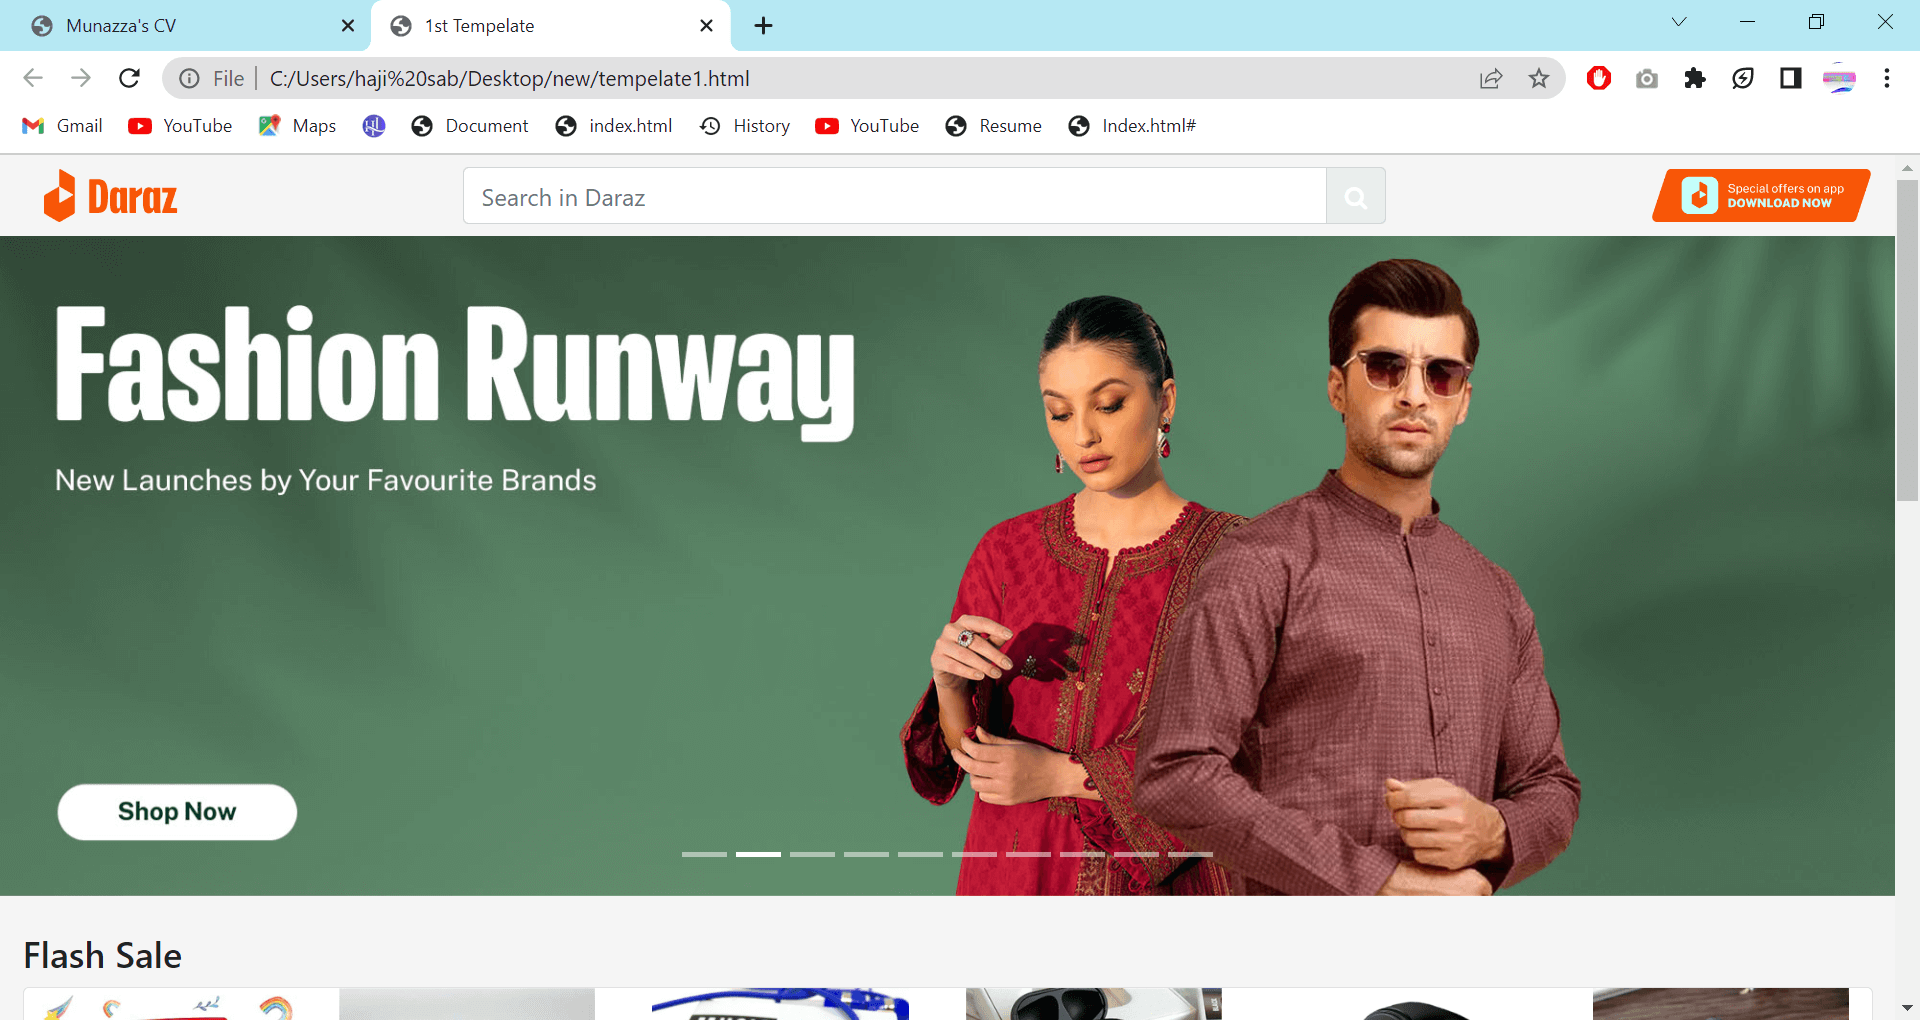 Munazza's CV
1st Tempelate
File
C:/Users/haji%20sab/Desktop/new/tempelate1.html
Gmail
YouTube
Maps
HL
Document
index.html
History
YouTube
Resume
Index.html#
Daraz
Search in Daraz
Special offers on app
DOWNLOAD NOW
Fashion Runway
New Launches by Your Favourite Brands
Shop Now
Flash Sale